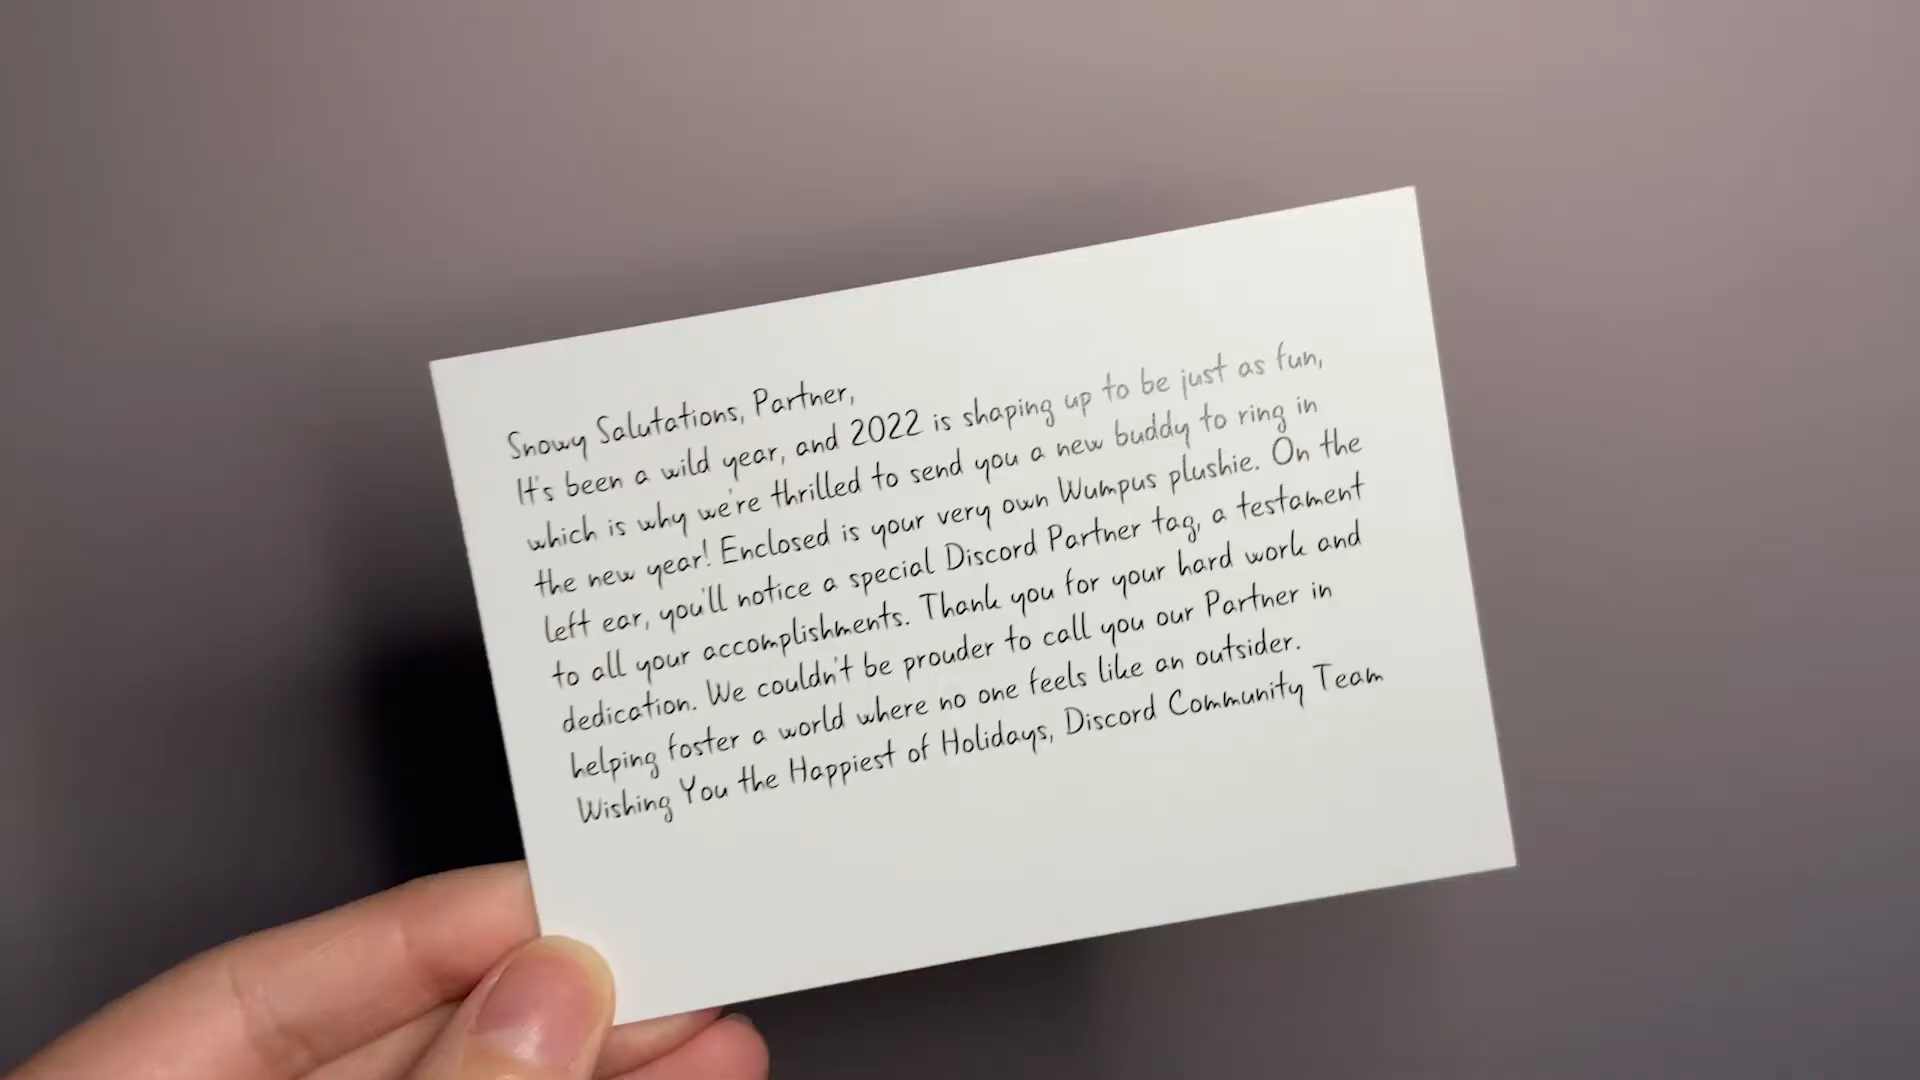 Snowy Salutations, Partner,
It's been a wild year, and 2022 is shaping up to be just as fun,
which is why we're thrilled to send you a new buddy to ring in
the new year! Enclosed is your very own Wumpus plushie. On the
left ear, you'll notice a special Discord Partner tag, a testament
to all your accomplishments. Thank you for your hard work and
dedication. We couldn't be prouder to call you our Partner in
helping foster a world where no one feels like an outsider.
Wishing You the Happiest of Holidays, Discord Community Team